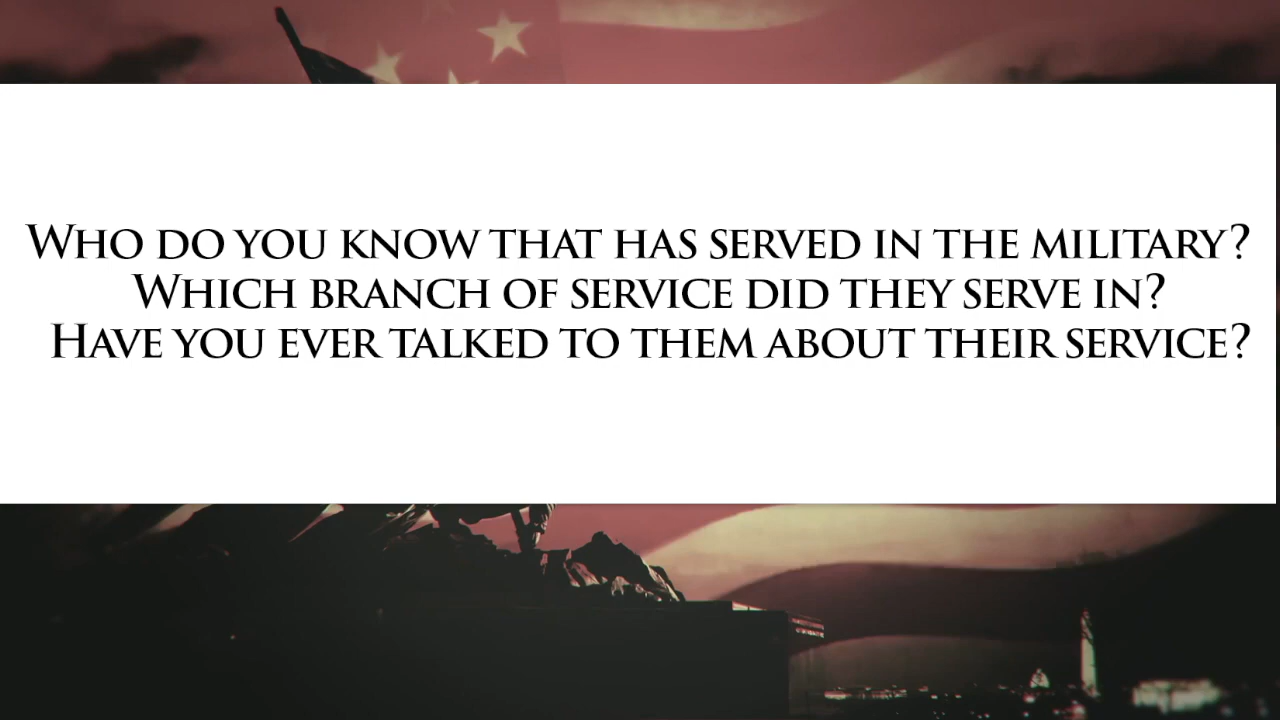 Who do you know that has served in the military?
Which branch of service did they serve in?
Have you ever talked to them about their service?